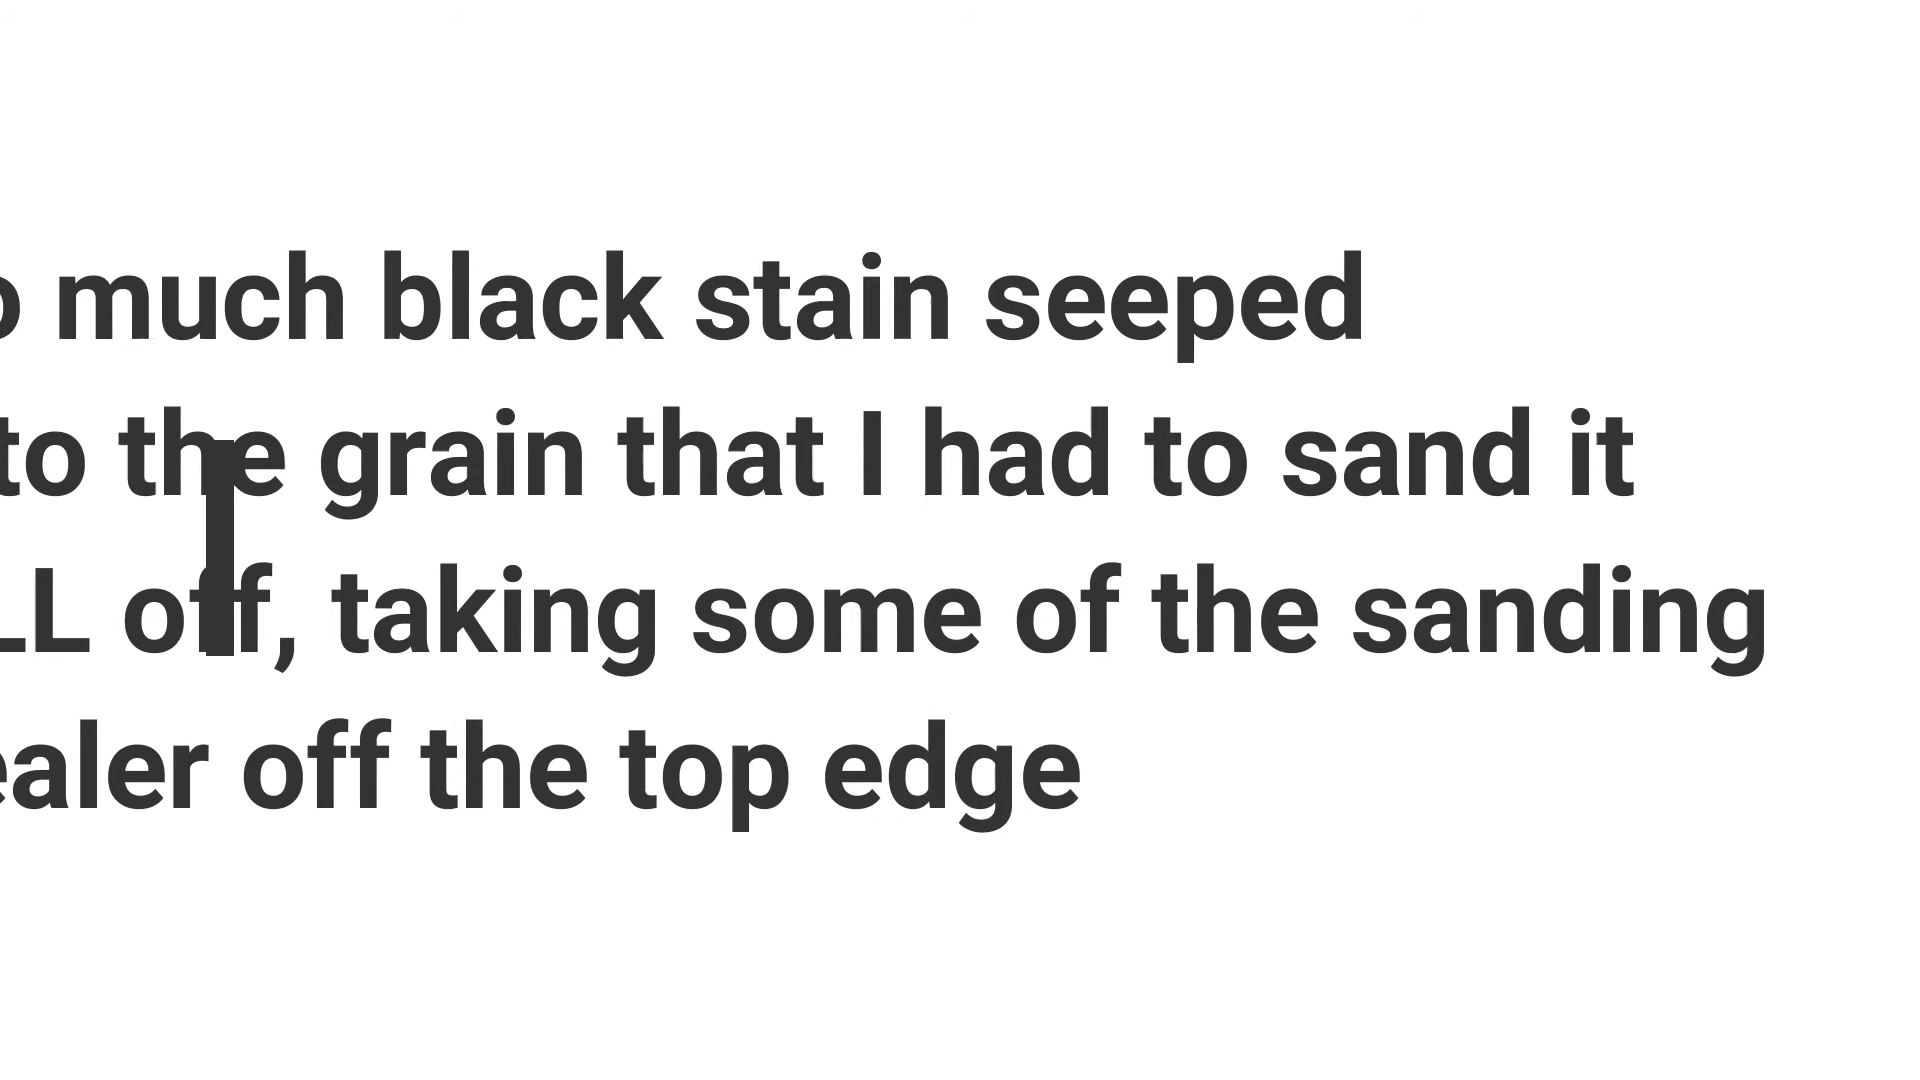 much black stain seeped
to the grain that I had to sand it
off, taking some of the sanding
off the top edge